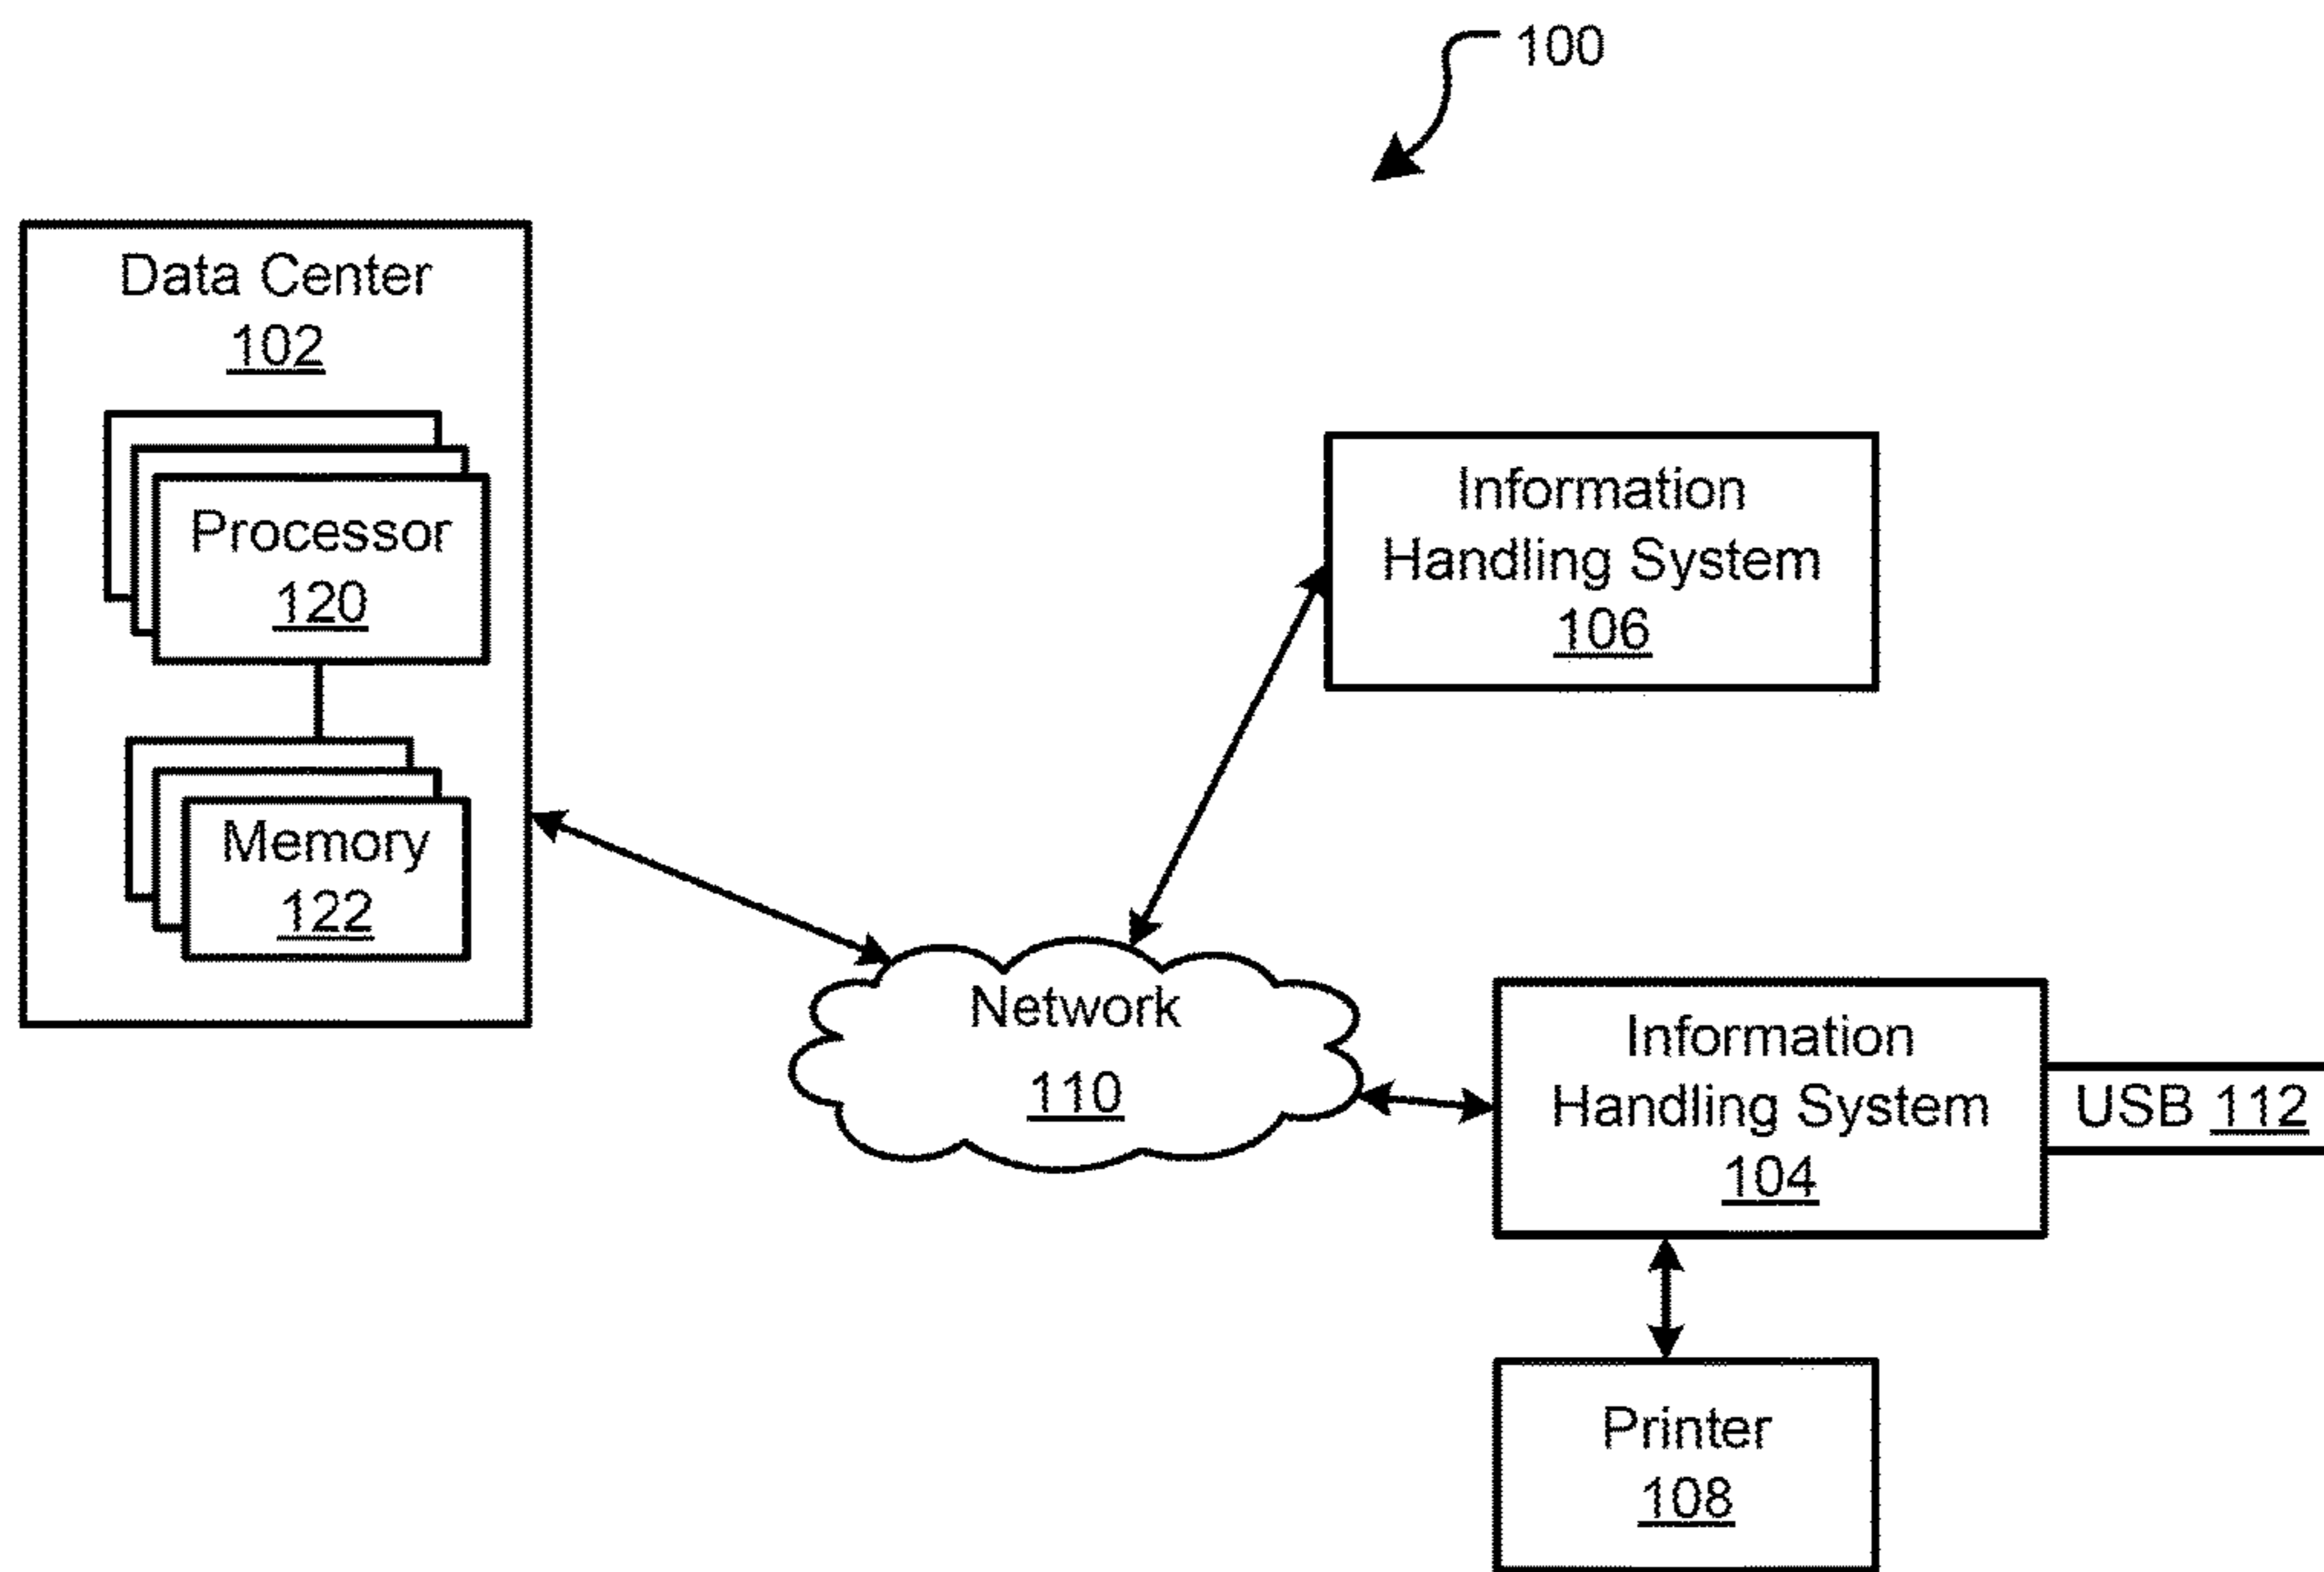 100
Data Center
102
Processor
120
Memory
122
Information
Handling System
106
Network
110
Information
Handling System
104
USB 112
Printer
108